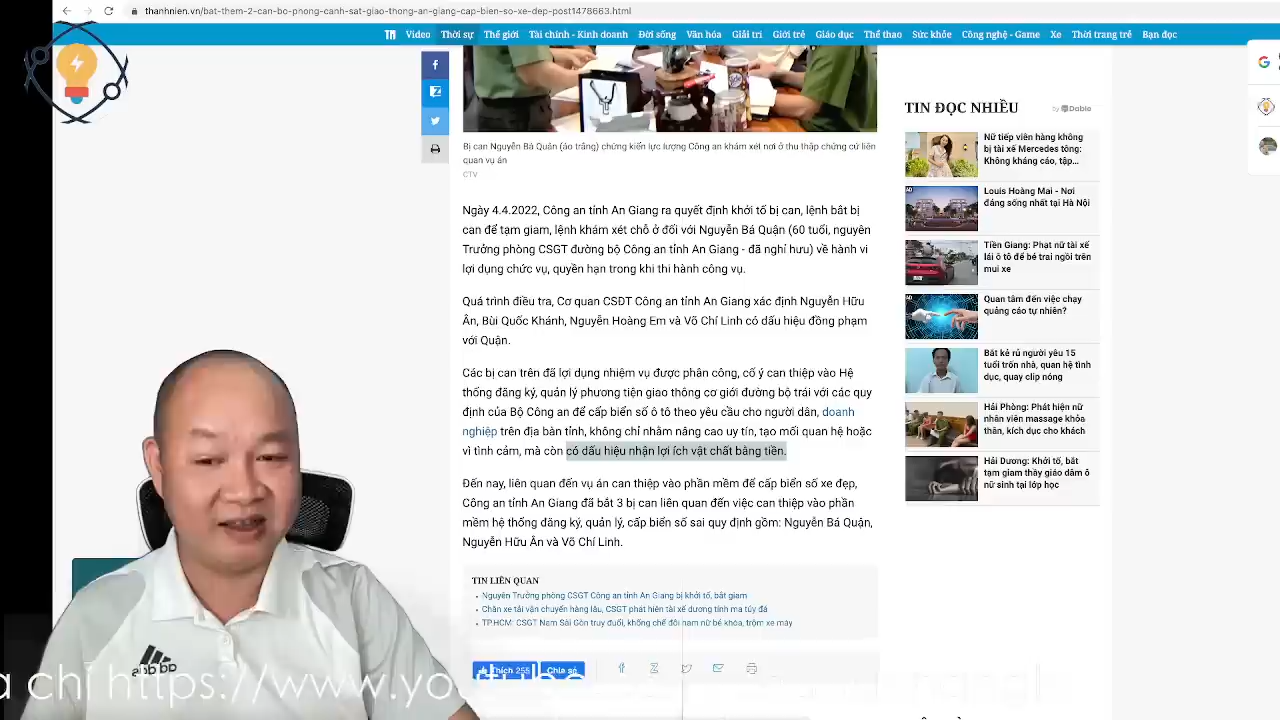 thanhnien.vn/bat-them-2-can-bo-phong-canh-sat-giao-thong-an-giang-cap-bien-so-xe-dep-post1478663.html
Video Thời sự Thế giới Tài chính - Kinh doanh Đời sống Văn hóa Giải trí Giới trẻ Giáo dục Thể thao Sức khỏe Công nghệ - Game Xe Thời trang trẻ Bạn đọc
Bị can Nguyễn Bá Quận (áo trắng) chứng kiến lực lượng Công an khám xét nơi ở thu thập chứng cứ liên
quan vụ án
CTV
Ngày 4.4.2022, Công an tỉnh An Giang ra quyết định khởi tố bị can, lệnh bắt bị
can để tạm giam, lệnh khám xét chỗ ở đối với Nguyễn Bá Quận (60 tuổi, nguyên
Trưởng phòng CSGT đường bộ Công an tỉnh An Giang - đã nghỉ hưu) về hành vi
lợi dụng chức vụ, quyền hạn trong khi thi hành công vụ.
Quá trình điều tra, Cơ quan CSĐT Công an tỉnh An Giang xác định Nguyễn Hữu
Ân, Bùi Quốc Khánh, Nguyễn Hoàng Em và Võ Chí Linh có dấu hiệu đồng phạm
với Quận.
Các bị can trên đã lợi dụng nhiệm vụ được phân công, cố ý can thiệp vào Hệ
thống đăng ký, quản lý phương tiện giao thông cơ giới đường bộ trái với các quy
định của Bộ Công an để cấp biển số ô tô theo yêu cầu cho người dân, doanh
nghiệp trên địa bàn tỉnh, không chỉ nhằm nâng cao uy tín, tạo mối quan hệ hoặc
vì tình cảm, mà còn có dấu hiệu nhận lợi ích vật chất bằng tiền.
Đến nay, liên quan đến vụ án can thiệp vào phần mềm để cấp biển số xe đẹp,
Công an tỉnh An Giang đã bắt 3 bị can liên quan đến việc can thiệp vào phần
mềm hệ thống đăng ký, quản lý, cấp biển số sai quy định gồm: Nguyễn Bá Quận,
Nguyễn Hữu Ân và Võ Chí Linh.
TIN LIÊN QUAN
Nguyên Trưởng phòng CSGT Công an tỉnh An Giang bị khởi tố, bắt giam
Chặn xe tải vận chuyển hàng lậu, CSGT phát hiện tài xế dương tính ma túy đá
TP.HCM: CSGT Nam Sài Gòn truy đuổi, khống chế đôi nam nữ bẻ khóa, trộm xe máy
Thích 255 Chia sẻ
TIN ĐỌC NHIỀU
by Dable
Nữ tiếp viên hàng không
bị tài xế Mercedes tông:
Không kháng cáo, tập...
AD
Louis Hoàng Mai - Nơi
đáng sống nhất tại Hà Nội
Tiền Giang: Phạt nữ tài xế
lái ô tô để bé trai ngồi trên
mui xe
AD
Quan tâm đến việc chạy
quảng cáo tự nhiên?
Bắt kẻ rủ người yêu 15
tuổi trốn nhà, quan hệ tình
dục, quay clip nóng
Hải Phòng: Phát hiện nữ
nhân viên massage khỏa
thân, kích dục cho khách
Hải Dương: Khởi tố, bắt
tạm giam thầy giáo dâm ô
nữ sinh tại lớp học
a chỉ https://www.youtube